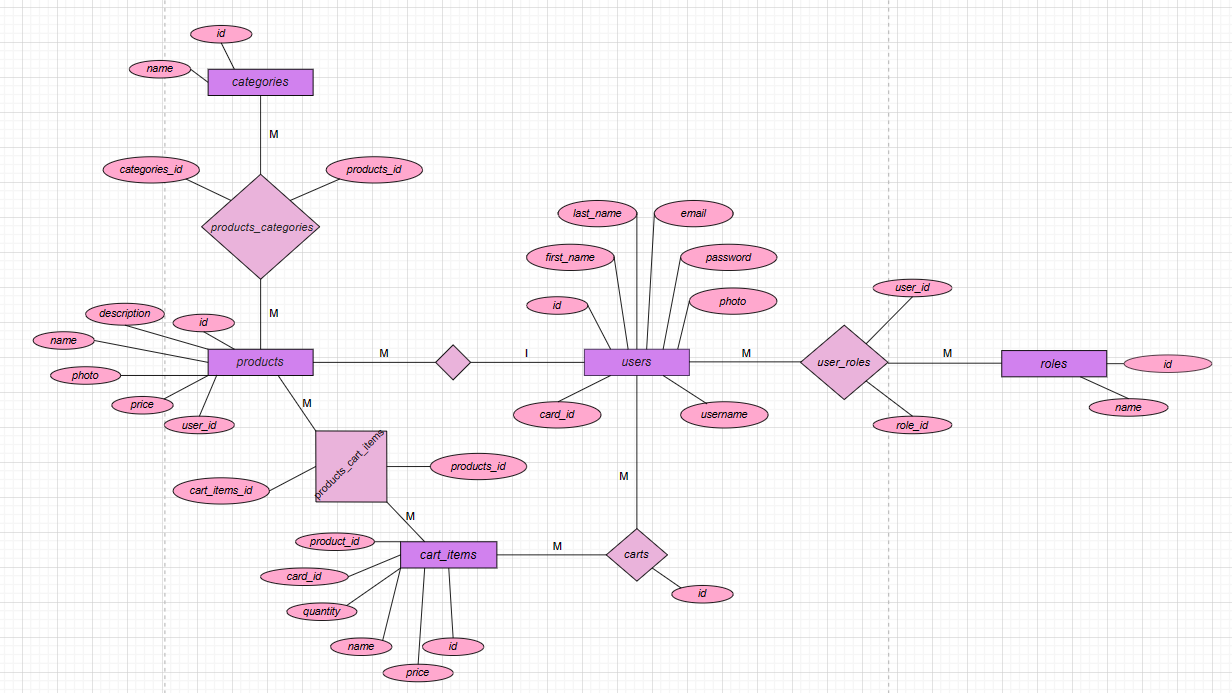 id
name
categories
M
categories_id
products_id
products_categories
last_name
email
first_name
password
description
id
M
id
photo
user_id
name
products
M
I
users
M
user_roles
M
roles
id
photo
price
user_id
M
card_id
username
name
role_id
products_cart_items
products_id
cart_items_id
M
M
product_id
cart_items
M
carts
card_id
quantity
id
name
id
price